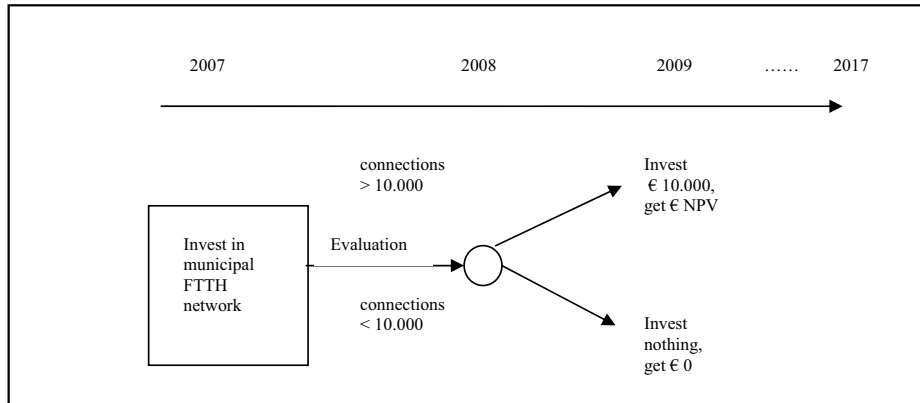 2007 2008 2009 …… 2017
connections
> 10.000
Invest
€ 10.000,
get € NPV
Invest in
municipal
FTTH
network
Evaluation
connections
< 10.000
Invest
nothing,
get € 0